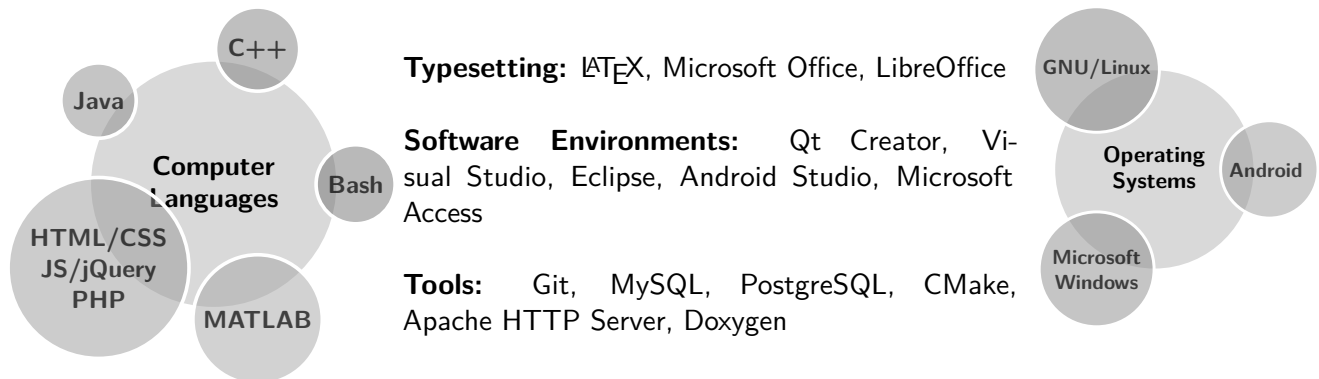 C++
Java
Computer
Languages
Bash
HTML/CSS
JS/jQuery
PHP
MATLAB
Typesetting: LATEX, Microsoft Office, LibreOffice
Software Environments: Qt Creator, Vi-
sual Studio, Eclipse, Android Studio, Microsoft
Access
Tools: Git, MySQL, PostgreSQL, CMake,
Apache HTTP Server, Doxygen
GNU/Linux
Operating
Systems
Android
Microsoft
Windows